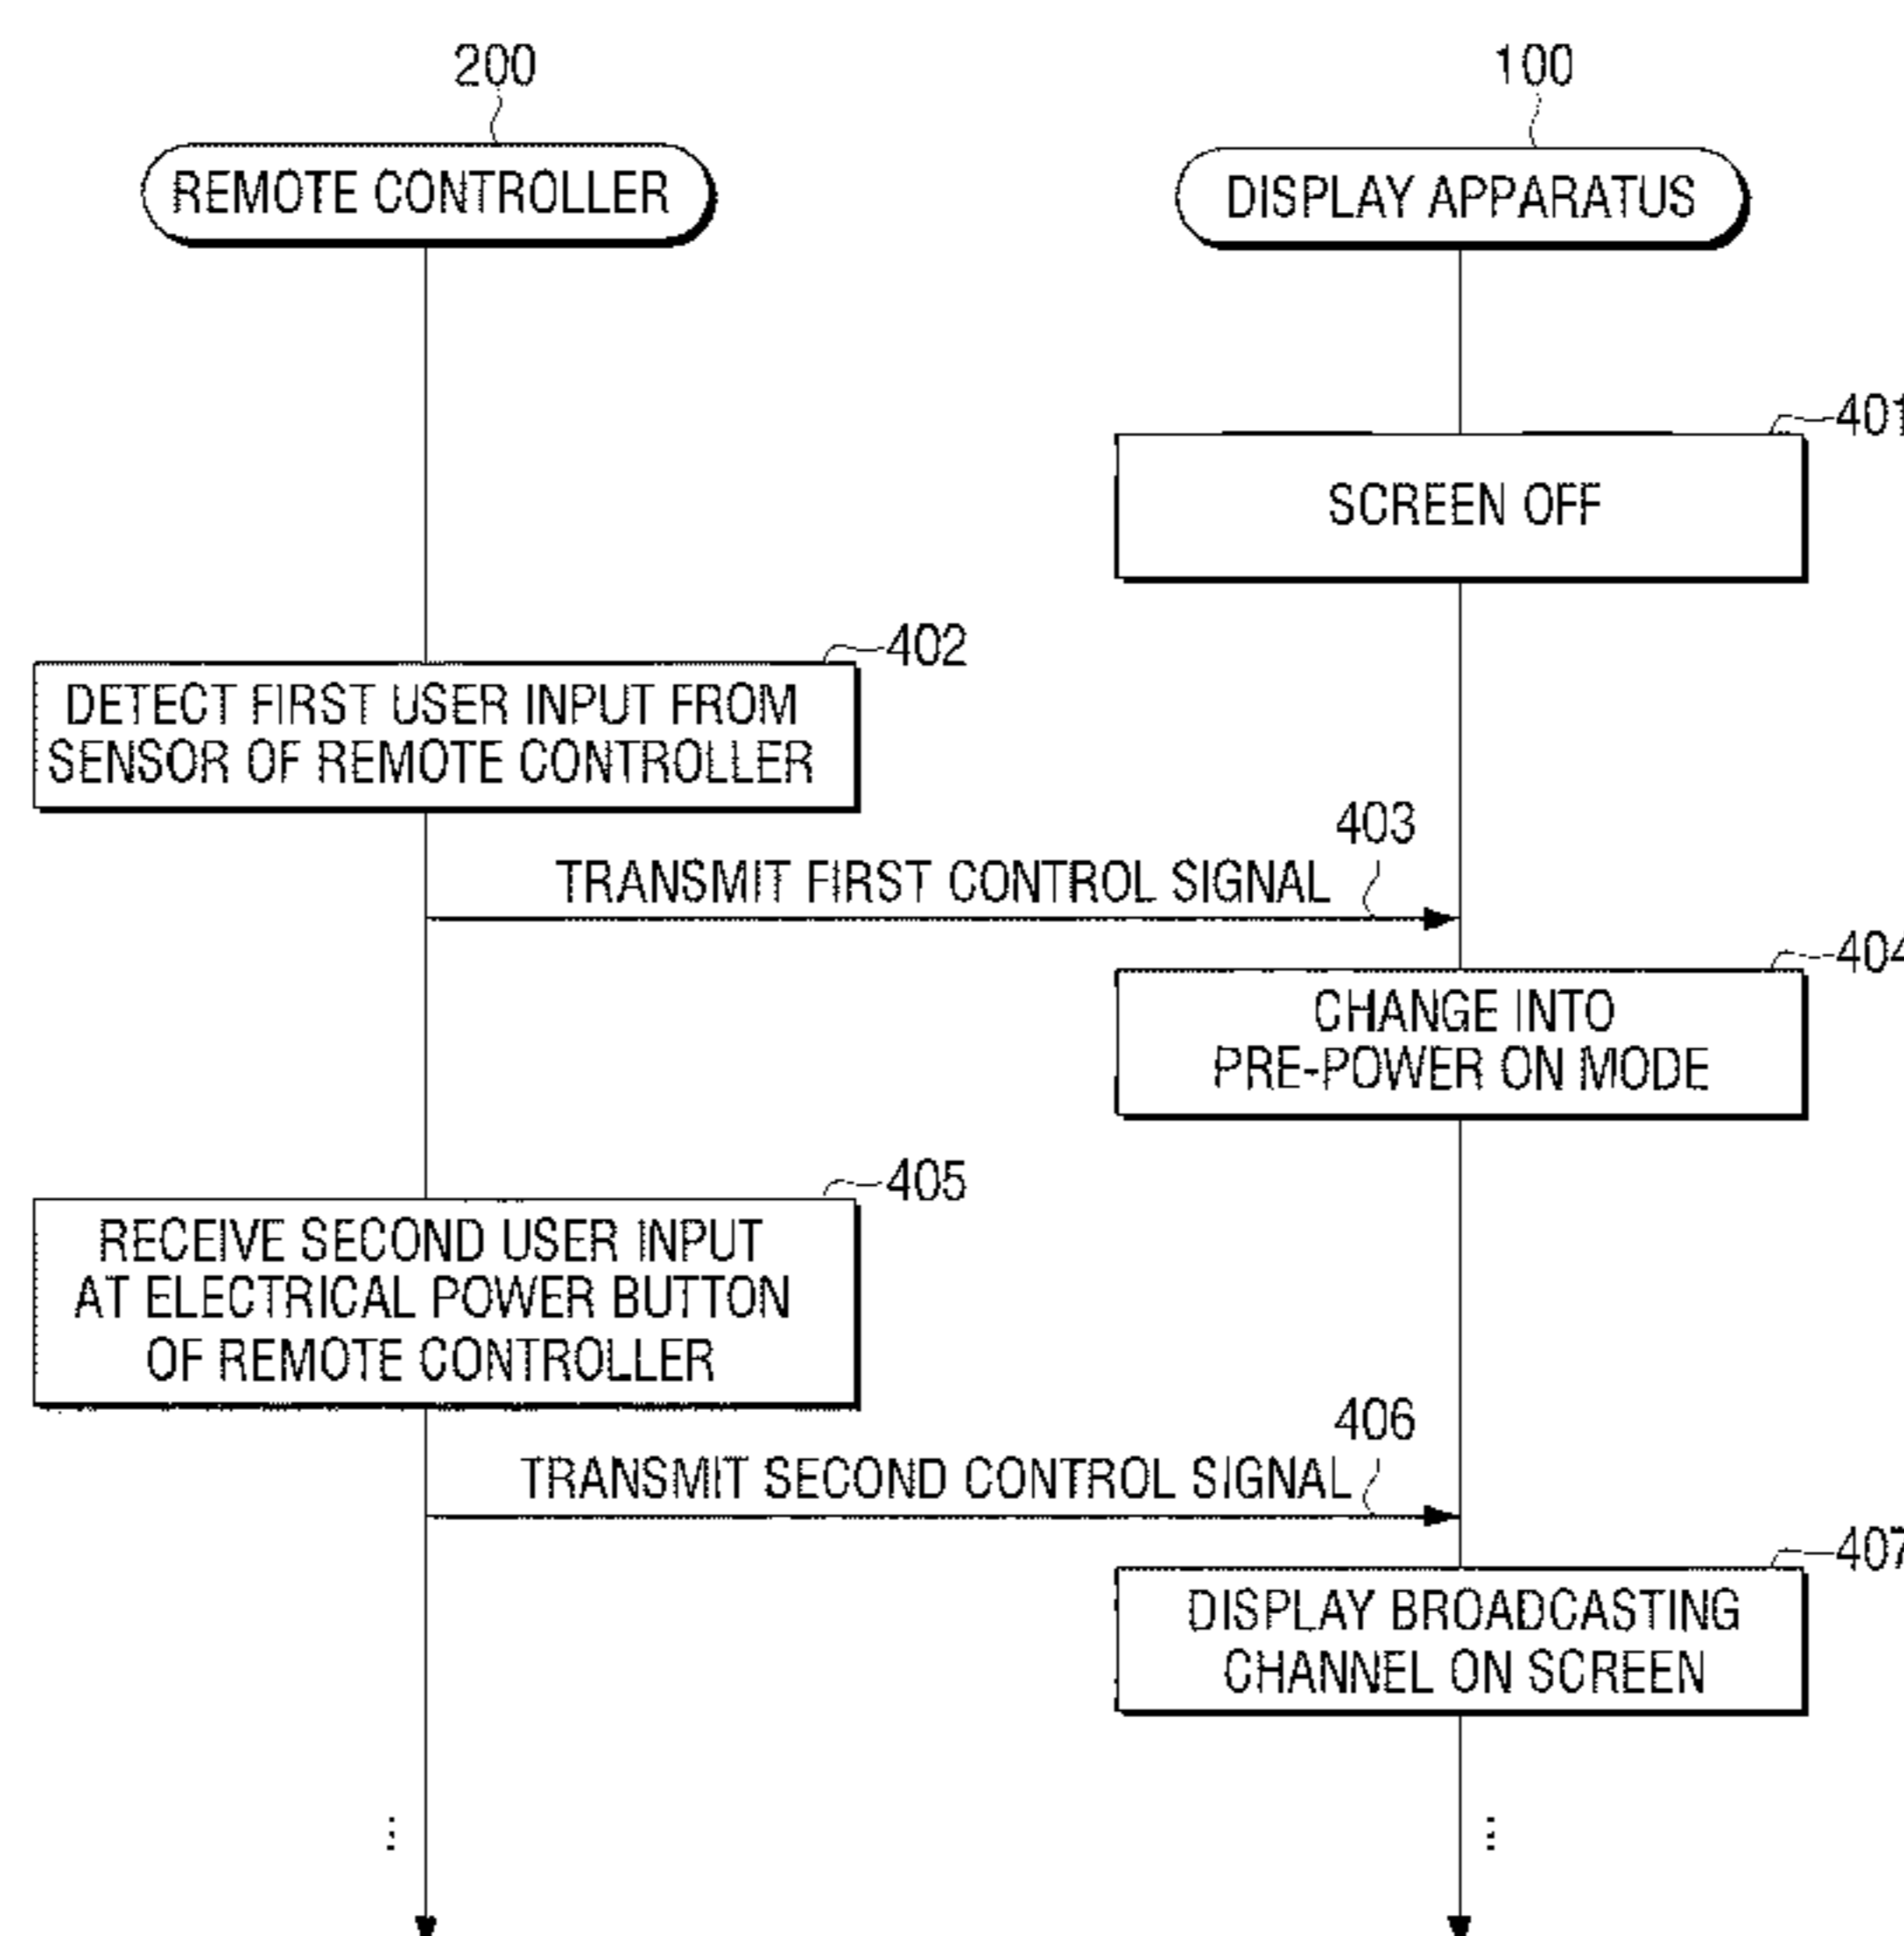 200
100
REMOTE CONTROLLER
DISPLAY APPARATUS
401
SCREEN OFF
402
DETECT FIRST USER INPUT FROM
SENSOR OF REMOTE CONTROLLER
403
TRANSMIT FIRST CONTROL SIGNAL
404
CHANGE INTO
PRE-POWER ON MODE
405
RECEIVE SECOND USER INPUT
AT ELECTRICAL POWER BUTTON
OF REMOTE CONTROLLER
406
TRANSMIT SECOND CONTROL SIGNAL
407
DISPLAY BROADCASTING
CHANNEL ON SCREEN